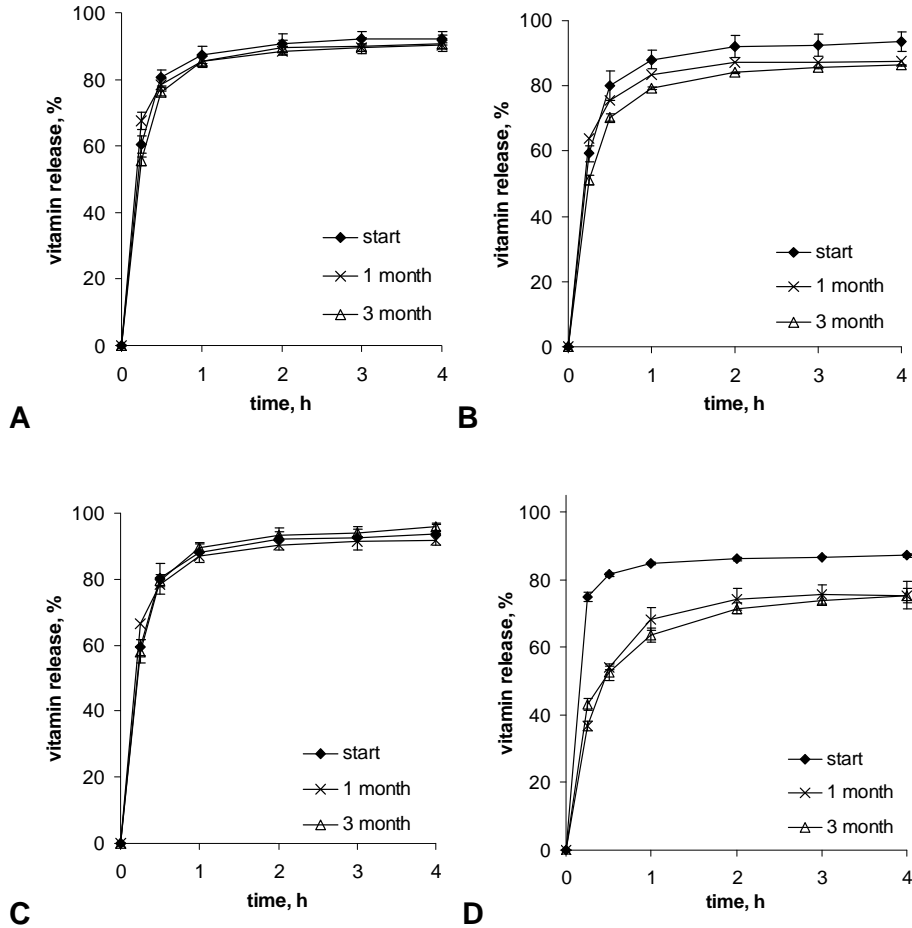 vitamin release, %
100
80
60
40
20
0
0 1 2 3 4
time, h
start
1 month
3 month
A
vitamin release, %
100
80
60
40
20
0
0 1 2 3 4
time, h
start
1 month
3 month
B
vitamin release, %
100
80
60
40
20
0
0 1 2 3 4
time, h
start
1 month
3 month
C
vitamin release, %
100
80
60
40
20
0
0 1 2 3 4
time, h
start
1 month
3 month
D